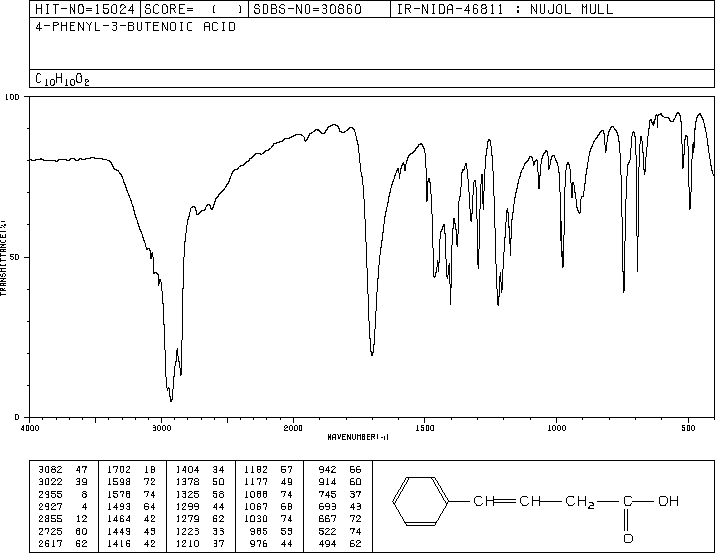 HIT-NO=15024 SCORE= ( ) SDBS-NO=30860 IR-NIDA-46811 : NUJOL MULL
4-PHENYL-3-BUTENOIC ACID
C10H10O2
100
50
0
TRANSMITTANCE(%)
4000 3000 2000 1500 1000 500
WAVENUMBER(-1)
3082 47 1702 18 1404 34 1182 57 942 66
3022 39 1598 72 1378 50 1177 49 914 60
2955 8 1578 74 1325 58 1088 74 745 37
2927 4 1493 64 1299 44 1067 68 693 43
2855 12 1464 42 1279 62 1030 74 667 72
2725 60 1449 43 1223 33 985 59 522 74
2617 62 1416 42 1210 37 976 44 494 62
CH CH CH2 C OH
O